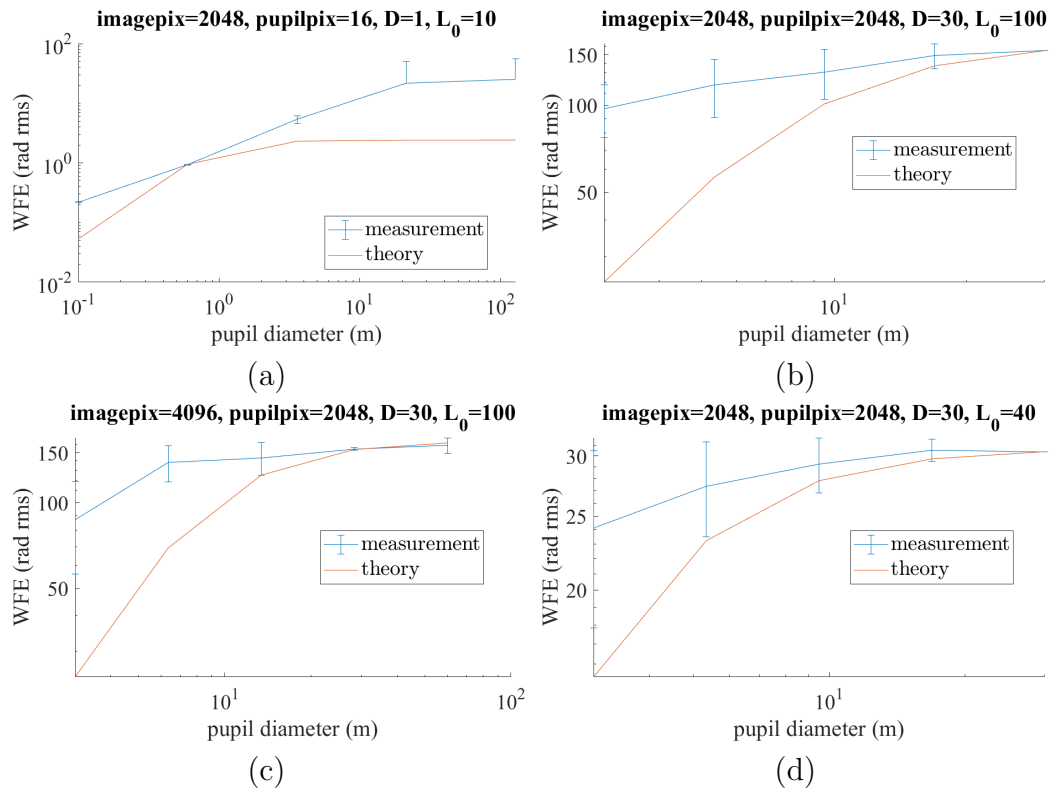 imagepix=2048, pupilpix=16, D=1, L_0=10
10^2
10^0
10^-2
WFE (rad rms)
measurement
theory
10^-1
10^0
10^1
10^2
pupil diameter (m)
(a)
imagepix=2048, pupilpix=2048, D=30, L_0=100
150
100
50
WFE (rad rms)
measurement
theory
10^1
pupil diameter (m)
(b)
imagepix=4096, pupilpix=2048, D=30, L_0=100
150
100
50
WFE (rad rms)
measurement
theory
10^1
10^2
pupil diameter (m)
(c)
imagepix=2048, pupilpix=2048, D=30, L_0=40
30
25
20
WFE (rad rms)
measurement
theory
10^1
pupil diameter (m)
(d)